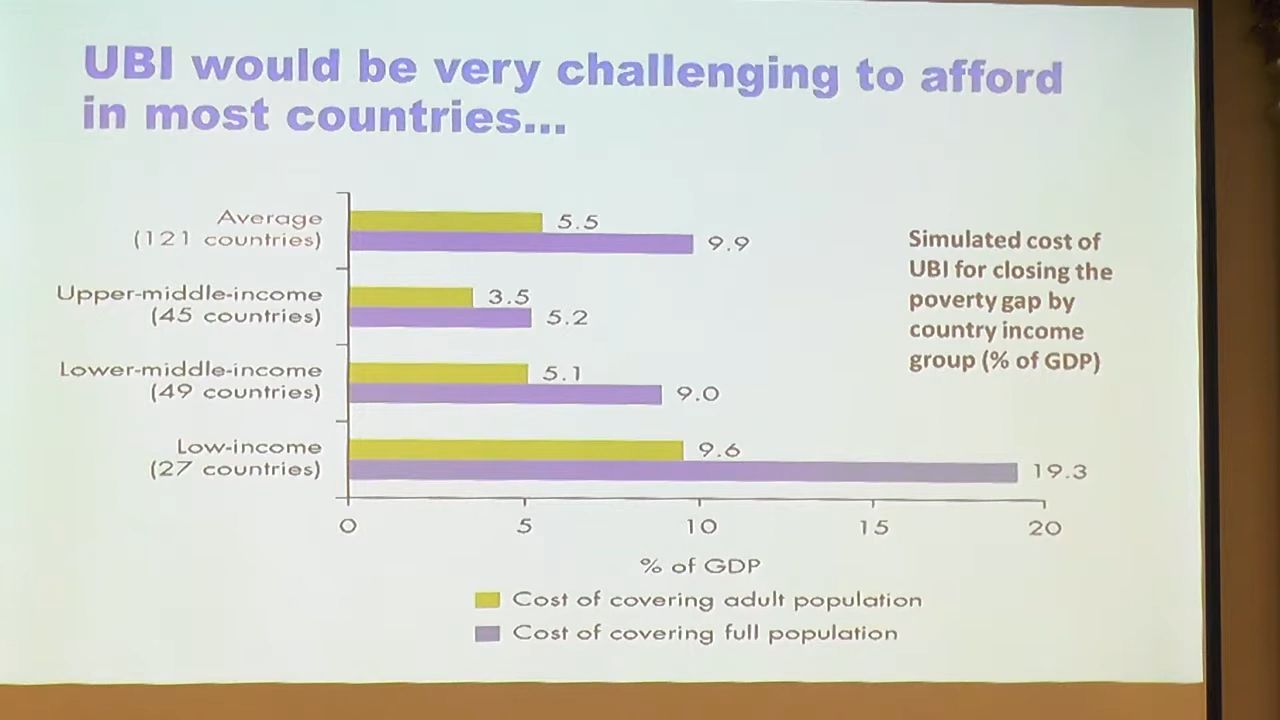 UBI would be very challenging to afford
in most countries...
Average
(121 countries)
5.5
9.9
Upper-middle-income
(45 countries)
3.5
5.2
Lower-middle-income
(49 countries)
5.1
9.0
Low-income
(27 countries)
9.6
19.3
Simulated cost of
UBI for closing the
poverty gap by
country income
group (% of GDP)
0 5 10 15 20
% of GDP
Cost of covering adult population
Cost of covering full population